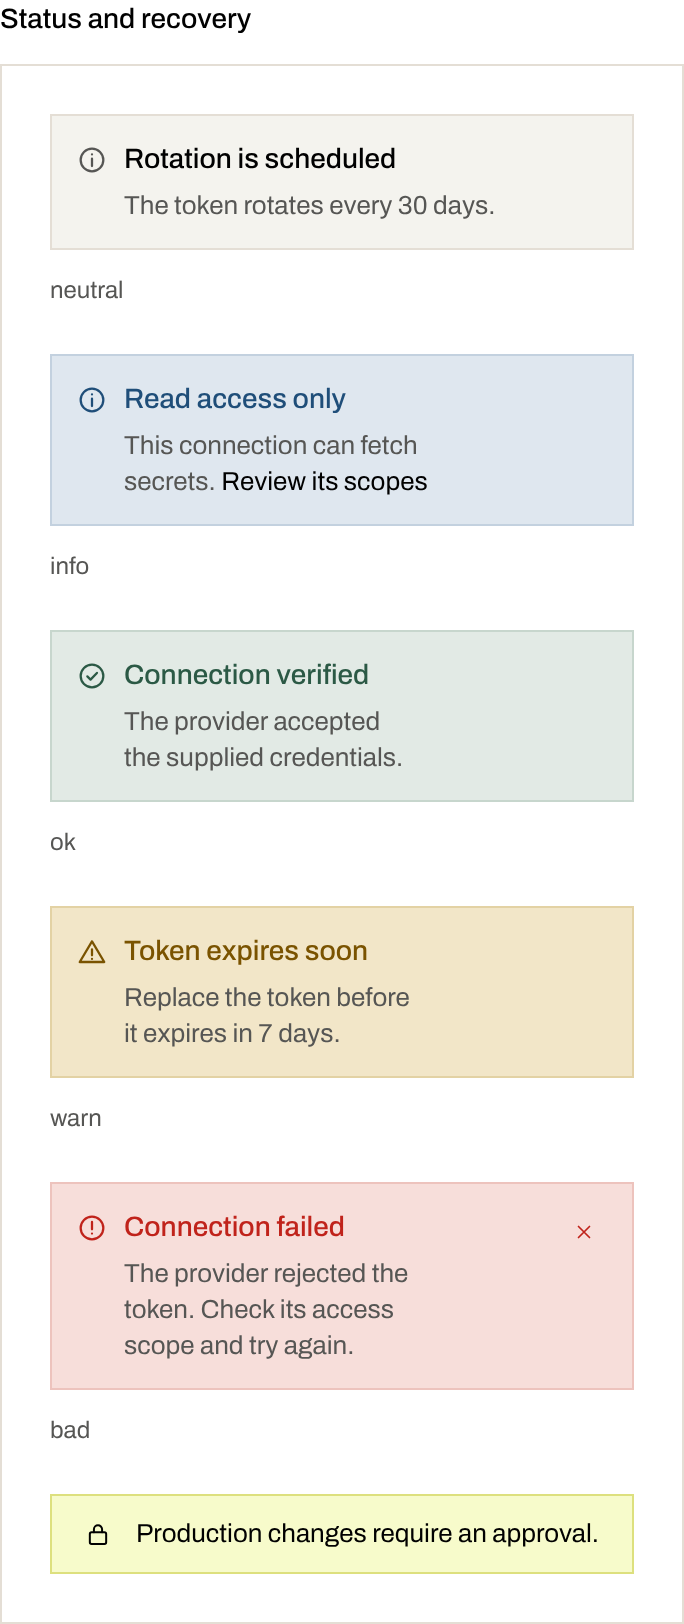 Status and recovery
Rotation is scheduled
The token rotates every 30 days.
neutral
Read access only
This connection can fetch
secrets. Review its scopes
info
Connection verified
The provider accepted
the supplied credentials.
ok
Token expires soon
Replace the token before
it expires in 7 days.
warn
Connection failed
The provider rejected the
token. Check its access
scope and try again.
bad
Production changes require an approval.